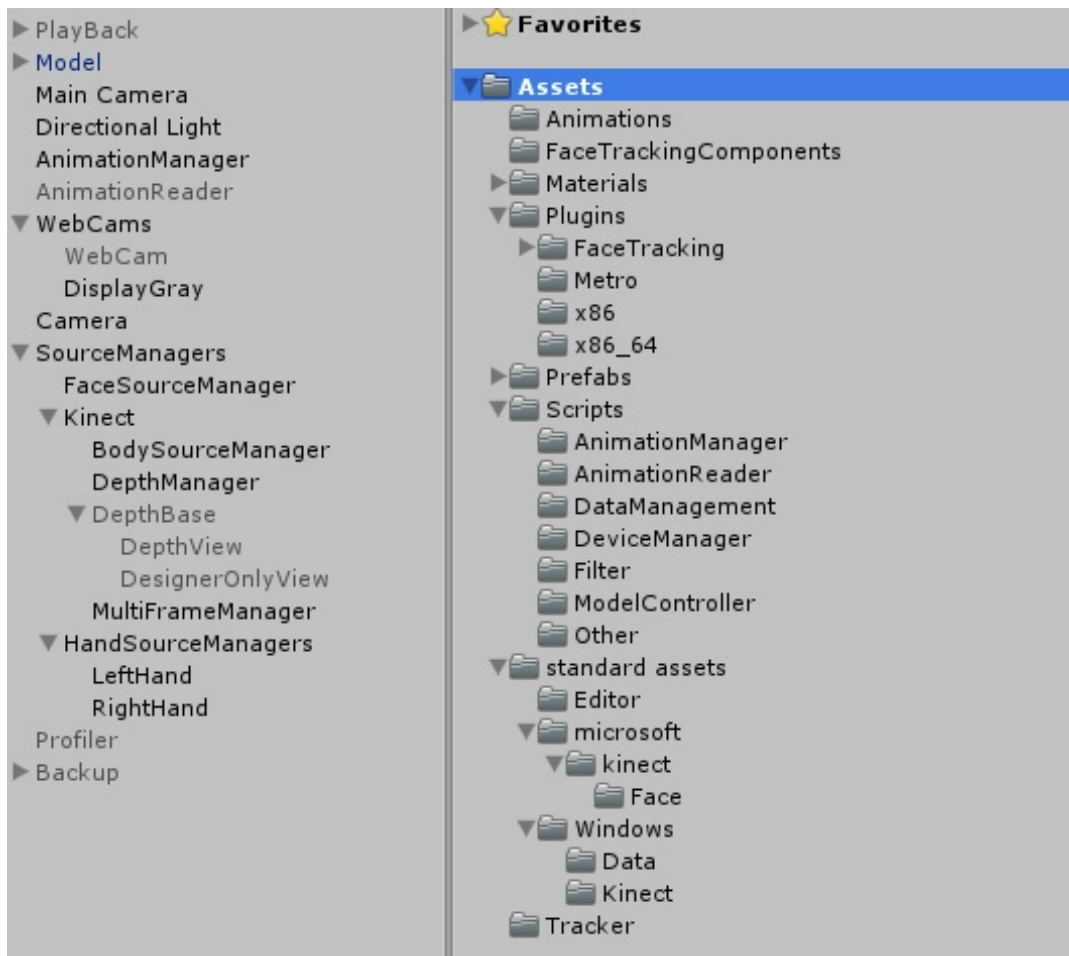 PlayBack
Model
Main Camera
Directional Light
AnimationManager
AnimationReader
WebCams
WebCam
DisplayGray
Camera
SourceManagers
FaceSourceManager
Kinect
BodySourceManager
DepthManager
DepthBase
DepthView
DesignerOnlyView
MultiFrameManager
HandSourceManagers
LeftHand
RightHand
Profiler
Backup
Favorites
Assets
Animations
FaceTrackingComponents
Materials
Plugins
FaceTracking
Metro
x86
x86_64
Prefabs
Scripts
AnimationManager
AnimationReader
DataManagement
DeviceManager
Filter
ModelController
Other
standard assets
Editor
microsoft
kinect
Face
Windows
Data
Kinect
Tracker